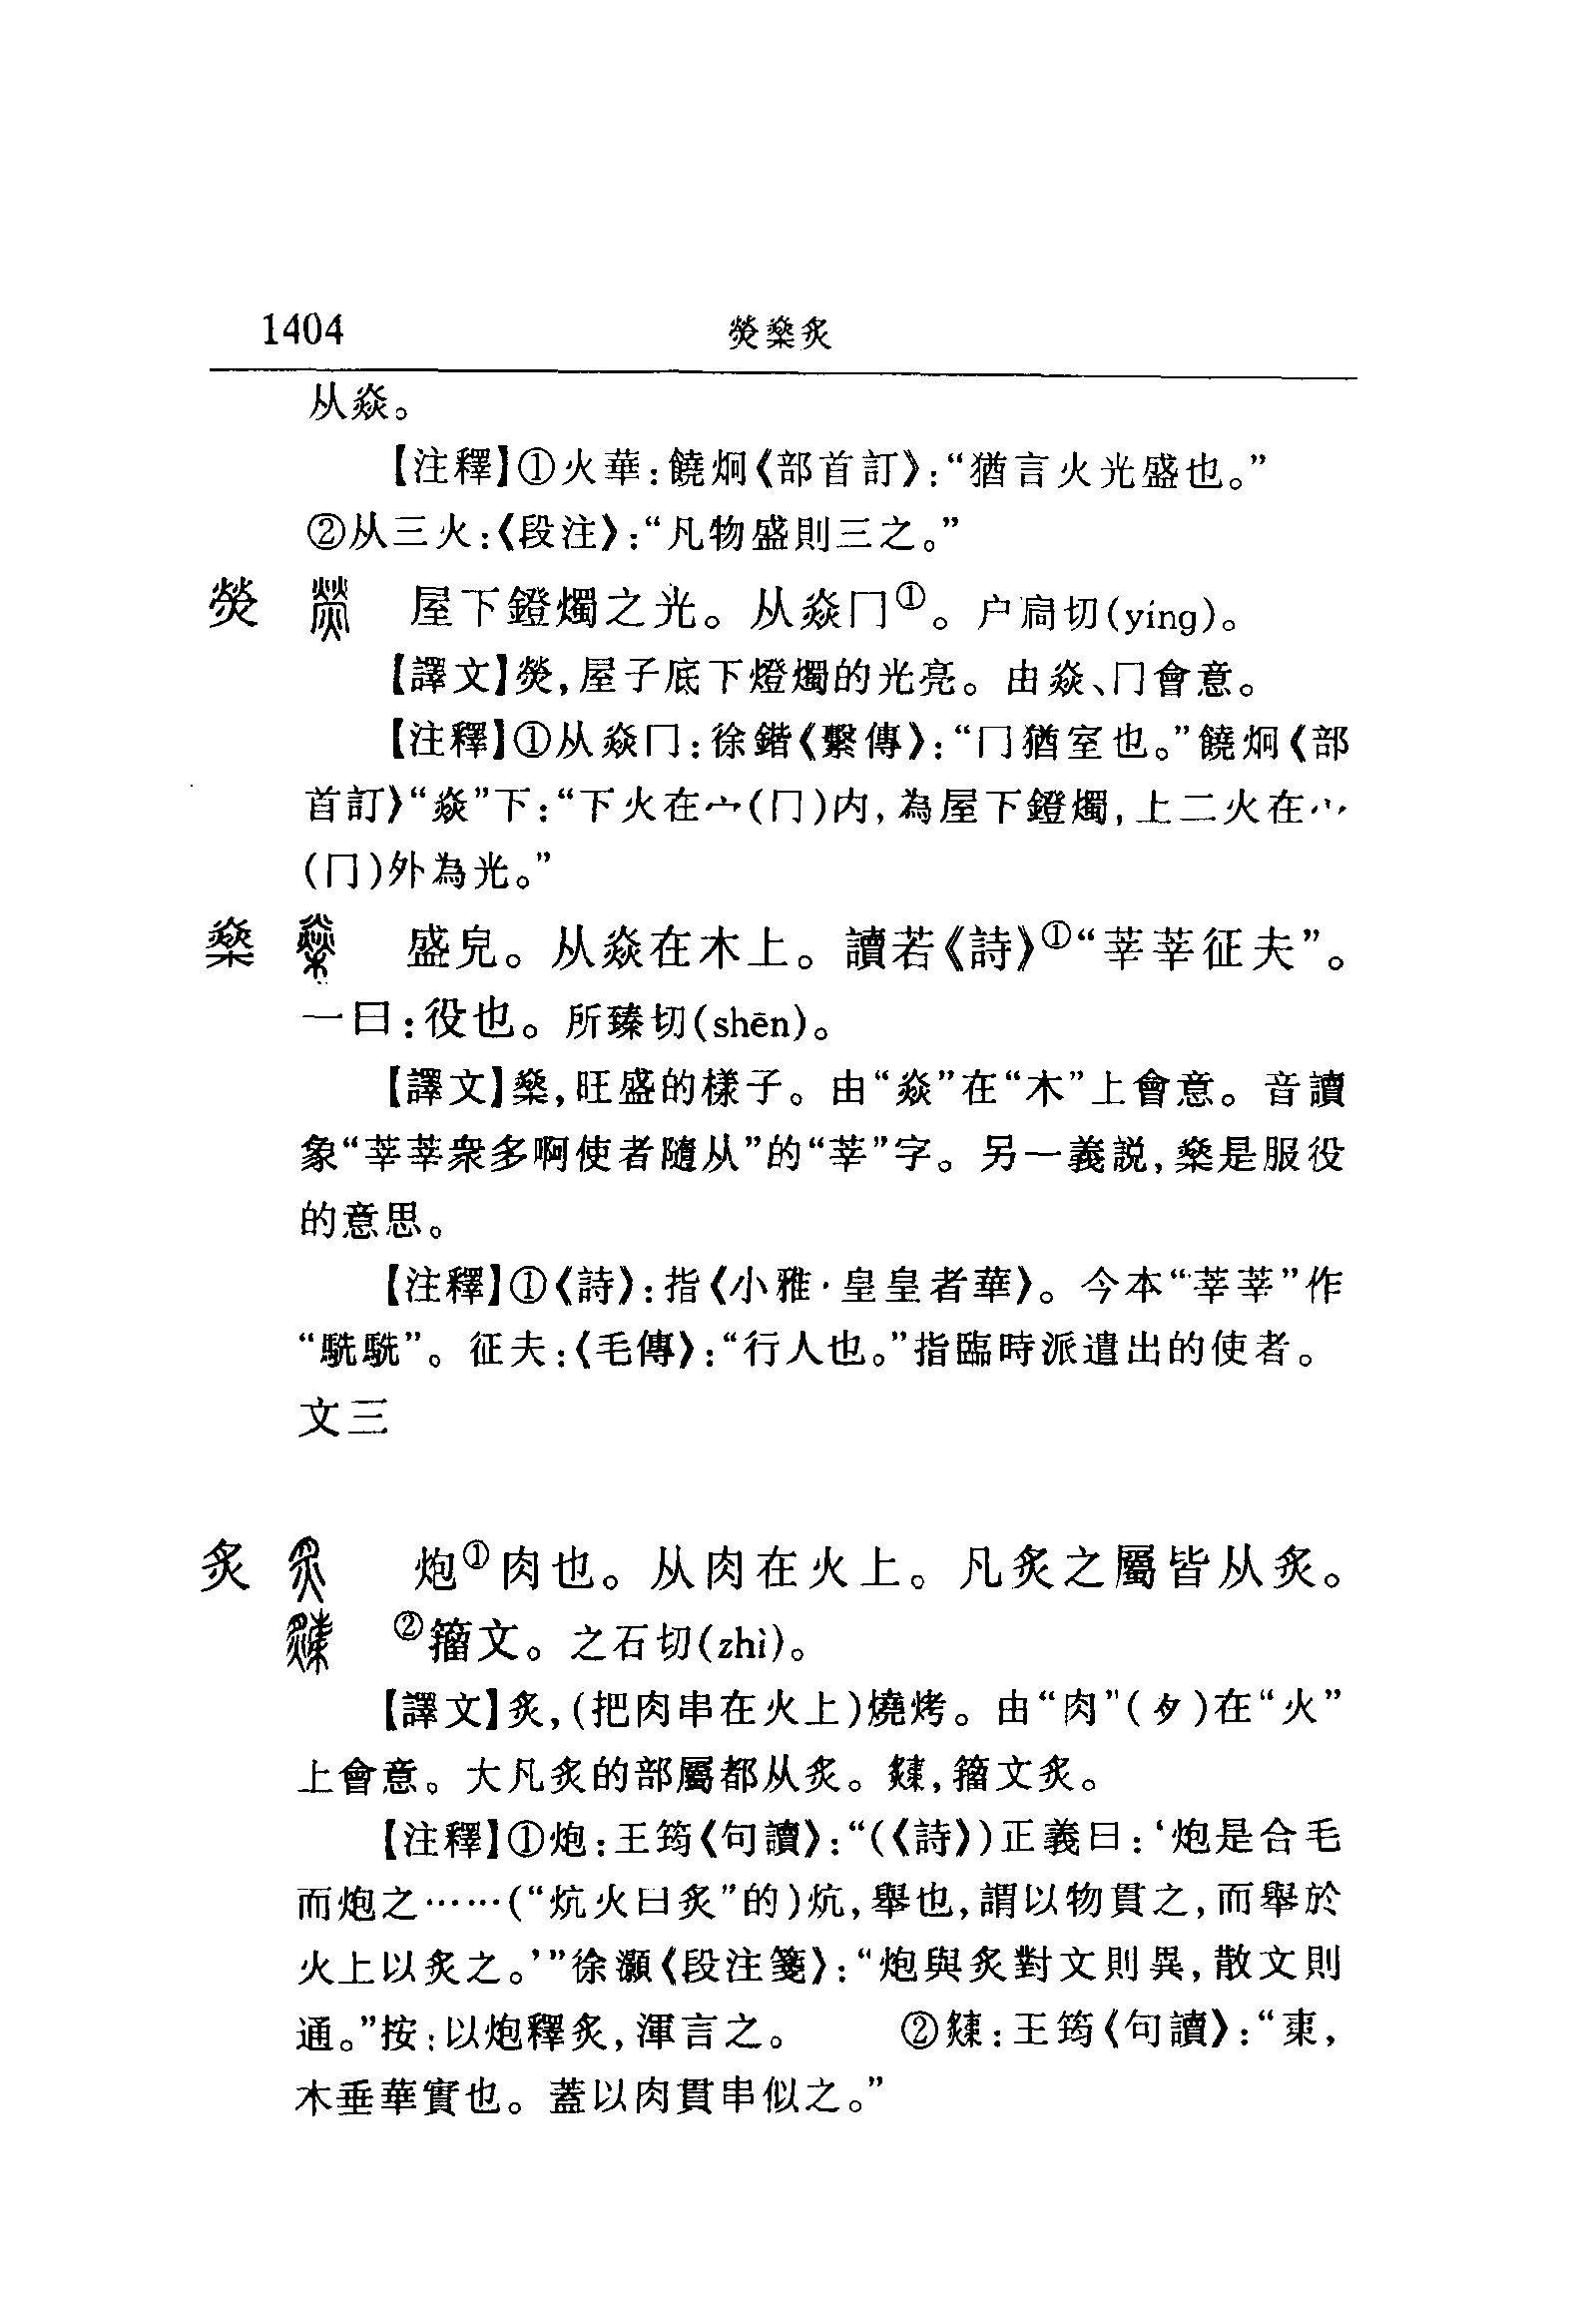 1404
熒燊炙
从焱。
【注釋】①火華:饒炯《部首訂》:“猶言火光盛也。”
②从三火:《段注》:“凡物盛則三之。”
熒 屋下鐙燭之光。从焱冂①。户扃切(yíng)。
【譯文】熒,屋子底下燈燭的光亮。由焱、冂會意。
【注釋】①从焱冂:徐鍇《繫傳》:“冂猶室也。”饒炯《部
首訂》“焱”下:“下火在宀(冂)内,為屋下鐙燭,上二火在
(冂)外為光。”
燊 盛皃。从焱在木上。讀若《詩》①“莘莘征夫”。
一曰:役也。所臻切(shēn)。
【譯文】燊,旺盛的樣子。由“焱”在“木”上會意。音讀
象“莘莘衆多啊使者隨从”的“莘”字。另一義説,燊是服役
的意思。
【注釋】①《詩》:指《小雅·皇皇者華》。今本“莘莘”作
“駪駪”。征夫:《毛傳》:“行人也。”指臨時派遣出的使者。
文三
炙 炮①肉也。从肉在火上。凡炙之屬皆从炙。
②籀文。之石切(zhì)。
【譯文】炙,(把肉串在火上)燒烤。由“肉”(夕)在“火”
上會意。大凡炙的部屬都从炙。䊠,籀文炙。
【注釋】①炮:王筠《句讀》:“(《詩》)正義曰:‘炮是合毛
而炮之……(“炕火曰炙”的)炕,舉也,謂以物貫之,而舉於
火上以炙之。’”徐灝《段注箋》:“炮與炙對文則異,散文則
通。”按:以炮釋炙,渾言之。 ②:王筠《句讀》:“㯥,
木垂華實也。蓋以肉貫串似之。”